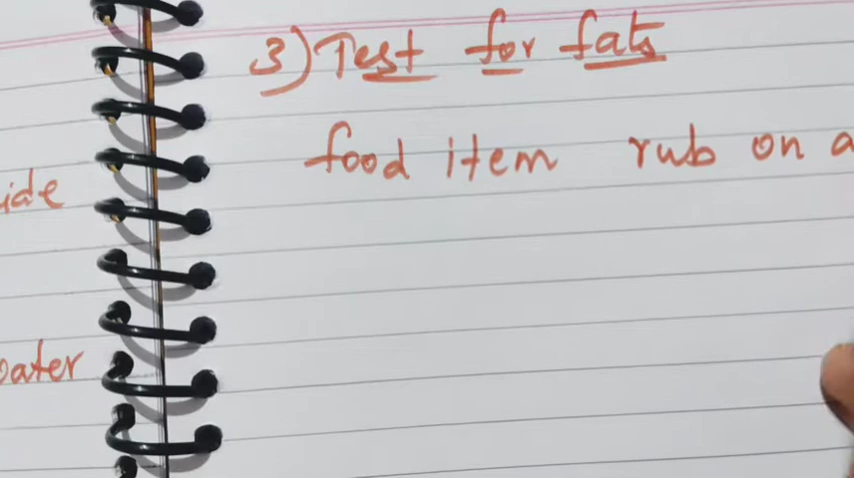 3) Test for fats
food item rub on a
ide
ater